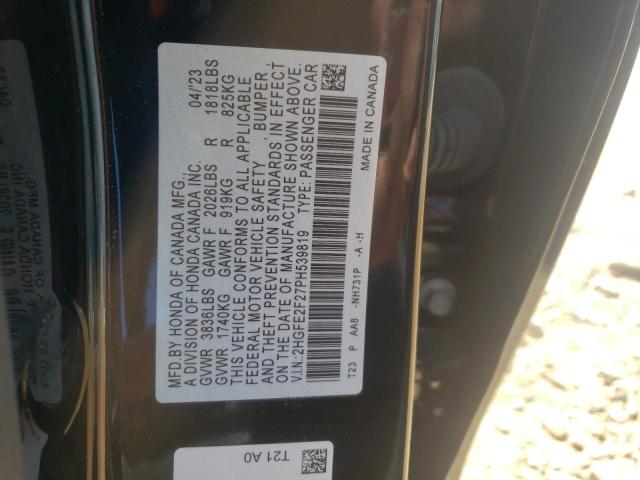 MFD.BY HONDA OF CANADA MFG., 04/'23
A DIVISION OF HONDA CANADA INC.
GVWR 3836LBS GAWR F 2028LBS R 1818LBS
GVWR 1740KG GAWR F 919KG R 825KG
THIS VEHICLE CONFORMS TO ALL APPLICABLE
FEDERAL MOTOR VEHICLE SAFETY BUMPER,
AND THEFT PREVENTION STANDARDS, IN EFFECT
ON THE DATE OF MANUFACTURE SHOWN ABOVE.
V.I.N.:2HGFE2F27PH539819 TYPE: PASSENGER CAR
T23 P AA8 -NH731P -A -H MADE IN CANADA
T21 A0